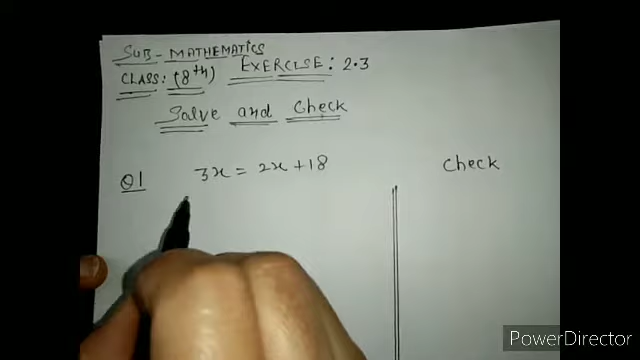 SUB - MATHEMATICS
CLASS: (8th) EXERCISE: 2.3
Solve and Check
Q1 3x = 2x + 18 Check
PowerDirector